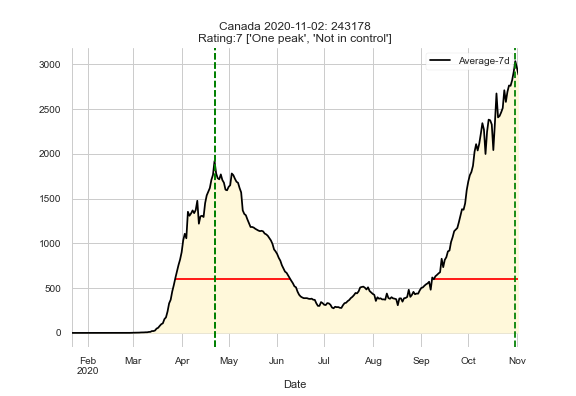 Canada 2020-11-02: 243178
Rating:7 ['One peak', 'Not in control']
Average-7d
3000
2500
2000
1500
1000
500
0
Feb Mar Apr May Jun Jul Aug Sep Oct Nov
2020
Date